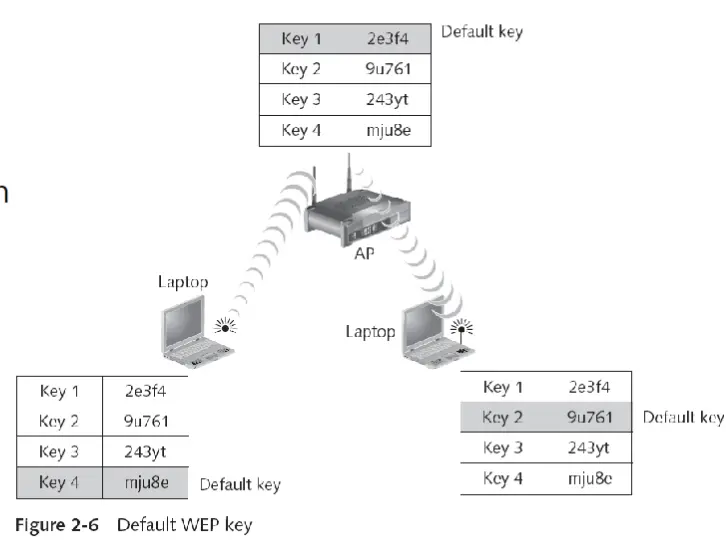 Key 1 2e3f4 Default key
Key 2 9u761
Key 3 243yt
Key 4 mju8e
AP
Laptop
Laptop
Key 1 2e3f4
Key 2 9u761
Key 3 243yt
Key 4 mju8e Default key
Key 1 2e3f4
Key 2 9u761 Default key
Key 3 243yt
Key 4 mju8e
Figure 2-6 Default WEP key